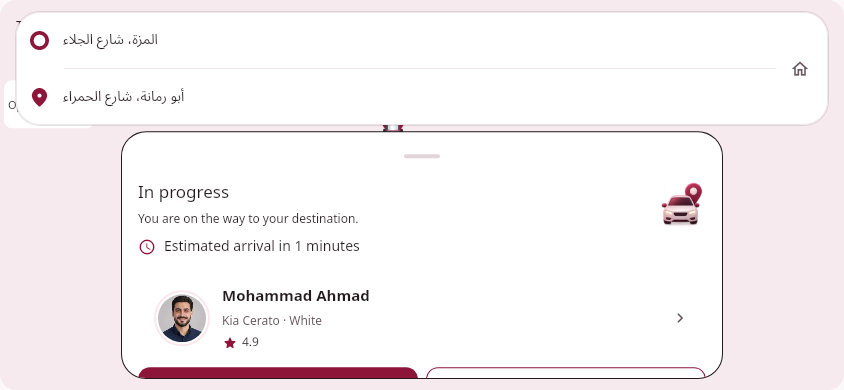 المزة، شارع الجلاء
أبو رمانة، شارع الحمراء
In progress
You are on the way to your destination.
Estimated arrival in 1 minutes
Mohammad Ahmad
Kia Cerato · White
4.9